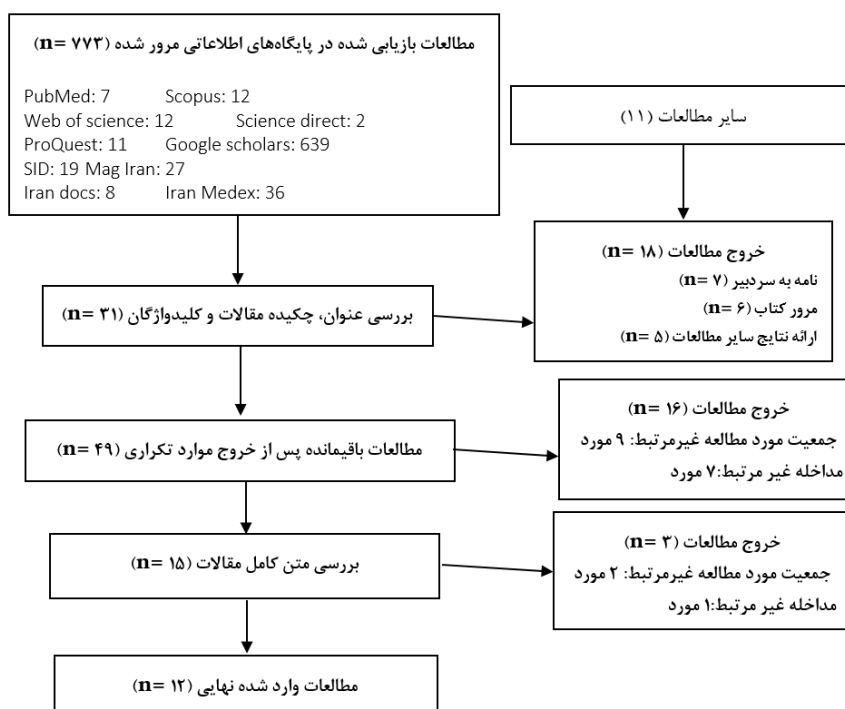 مطالعات بازیابی شده در پایگاه‌های اطلاعاتی مرور شده (n= ۷۷۳)
PubMed: 7 Scopus: 12
Web of science: 12 Science direct: 2
ProQuest: 11 Google scholars: 639
SID: 19 Mag Iran: 27
Iran docs: 8 Iran Medex: 36
سایر مطالعات (۱۱)
خروج مطالعات (n= ۱۸)
نامه به سردبیر (n= ۷)
مرور کتاب (n= ۶)
ارائه نتایج سایر مطالعات (n= ۵)
بررسی عنوان، چکیده مقالات و کلیدواژگان (n= ۳۱)
خروج مطالعات (n= ۱۶)
جمعیت مورد مطالعه غیرمرتبط: ۹ مورد
مداخله غیر مرتبط:۷ مورد
مطالعات باقیمانده پس از خروج موارد تکراری (n= ۴۹)
خروج مطالعات (n= ۳)
جمعیت مورد مطالعه غیرمرتبط: ۲ مورد
مداخله غیر مرتبط:۱ مورد
بررسی متن کامل مقالات (n= ۱۵)
مطالعات وارد شده نهایی (n= ۱۲)